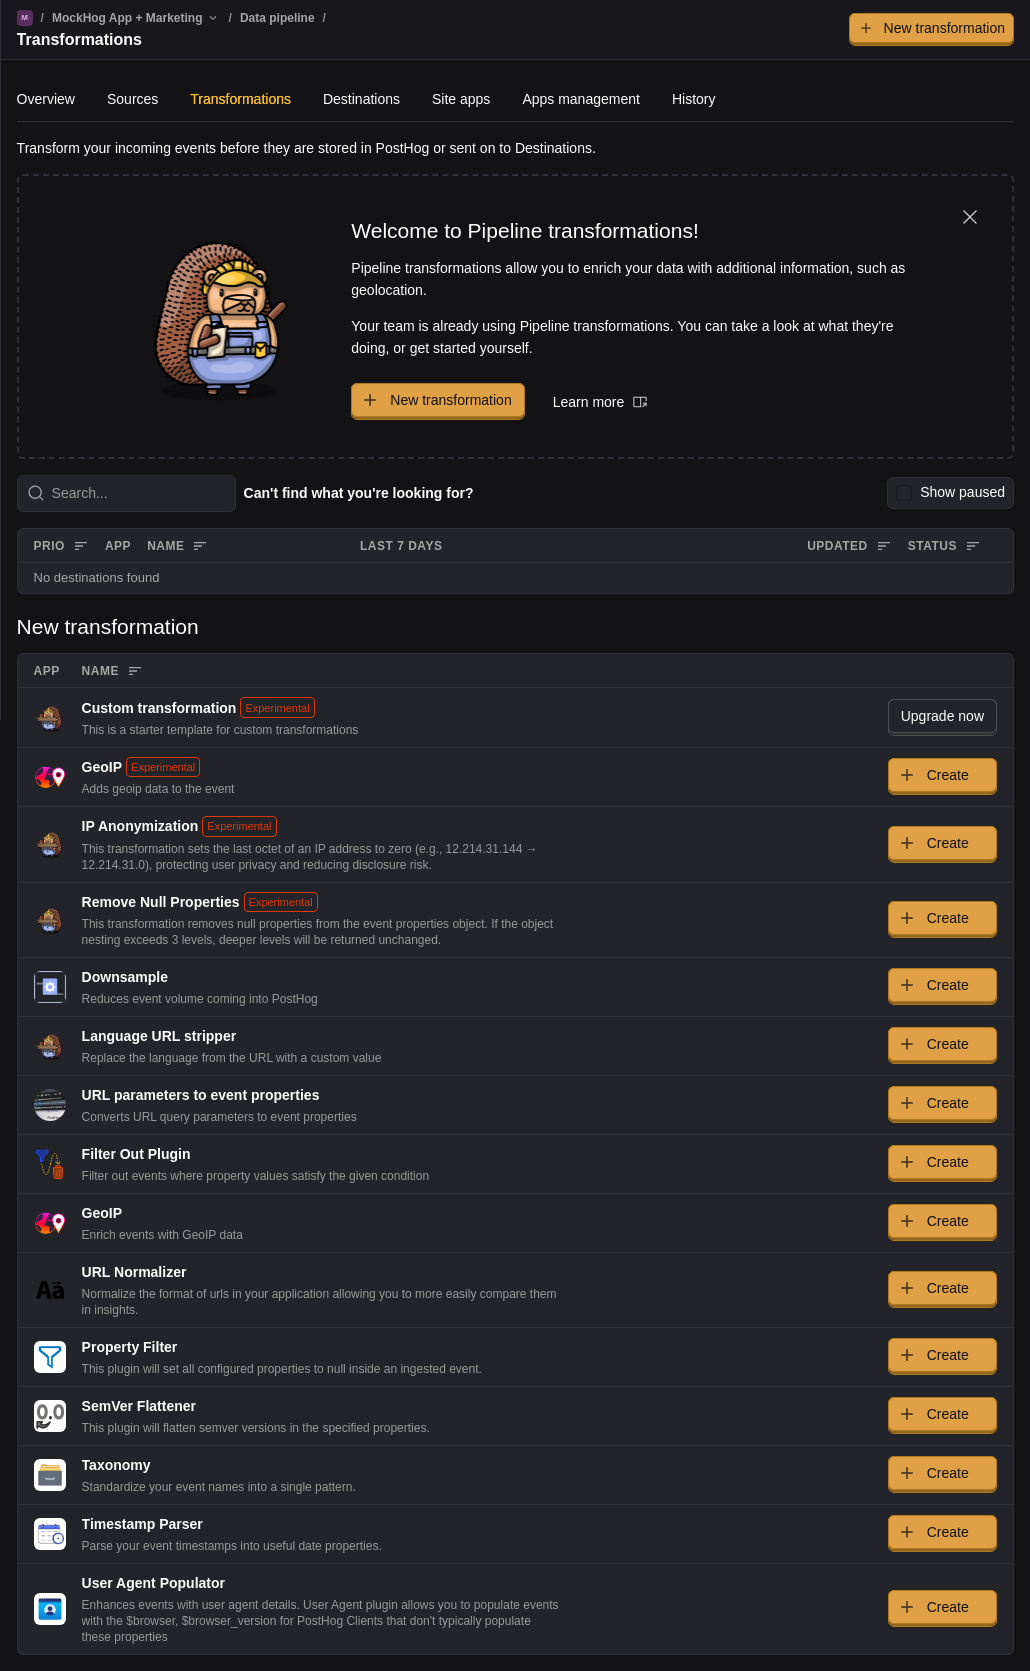 M / MockHog App + Marketing / Data pipeline /
Transformations
New transformation
Overview Sources Transformations Destinations Site apps Apps management History
Transform your incoming events before they are stored in PostHog or sent on to Destinations.
Welcome to Pipeline transformations!
Pipeline transformations allow you to enrich your data with additional information, such as
geolocation.
Your team is already using Pipeline transformations. You can take a look at what they're
doing, or get started yourself.
New transformation Learn more
Search... Can't find what you're looking for? Show paused
PRIO APP NAME LAST 7 DAYS UPDATED STATUS
No destinations found
New transformation
APP NAME
Custom transformation Experimental
This is a starter template for custom transformations
Upgrade now
GeoIP Experimental
Adds geoip data to the event
Create
IP Anonymization Experimental
This transformation sets the last octet of an IP address to zero (e.g., 12.214.31.144 →
12.214.31.0), protecting user privacy and reducing disclosure risk.
Create
Remove Null Properties Experimental
This transformation removes null properties from the event properties object. If the object
nesting exceeds 3 levels, deeper levels will be returned unchanged.
Create
Downsample
Reduces event volume coming into PostHog
Create
Language URL stripper
Replace the language from the URL with a custom value
Create
URL parameters to event properties
Converts URL query parameters to event properties
Create
Filter Out Plugin
Filter out events where property values satisfy the given condition
Create
GeoIP
Enrich events with GeoIP data
Create
Aa
URL Normalizer
Normalize the format of urls in your application allowing you to more easily compare them
in insights.
Create
Property Filter
This plugin will set all configured properties to null inside an ingested event.
Create
0.0
SemVer Flattener
This plugin will flatten semver versions in the specified properties.
Create
Taxonomy
Standardize your event names into a single pattern.
Create
Timestamp Parser
Parse your event timestamps into useful date properties.
Create
User Agent Populator
Enhances events with user agent details. User Agent plugin allows you to populate events
with the $browser, $browser_version for PostHog Clients that don't typically populate
these properties
Create